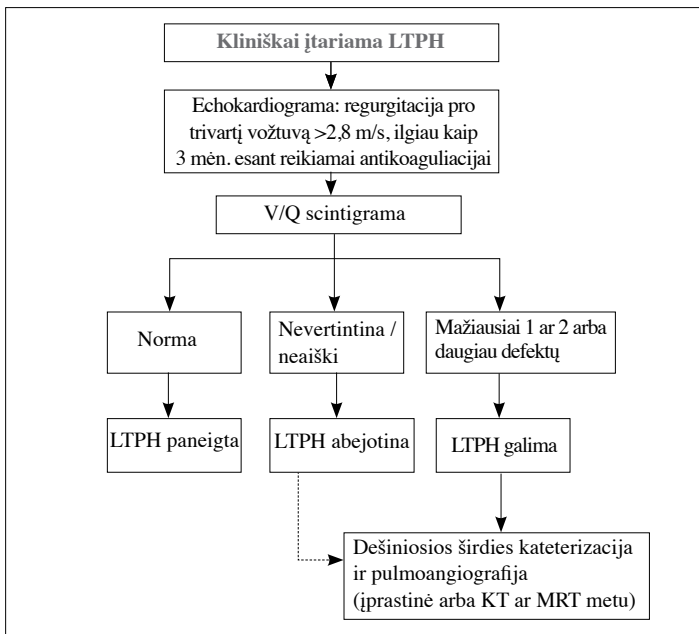 Kliniškai įtariama LTPH
Echokardiograma: regurgitacija pro
trivartį vožtuvą >2,8 m/s, ilgiau kaip
3 mėn. esant reikiamai antikoaguliacijai
V/Q scintigrama
Norma
Nevertintina /
neaiški
Mažiausiai 1 ar 2 arba
daugiau defektų
LTPH paneigta
LTPH abejotina
LTPH galima
Dešiniosios širdies kateterizacija
ir pulmoangiografija
(įprastinė arba KT ar MRT metu)